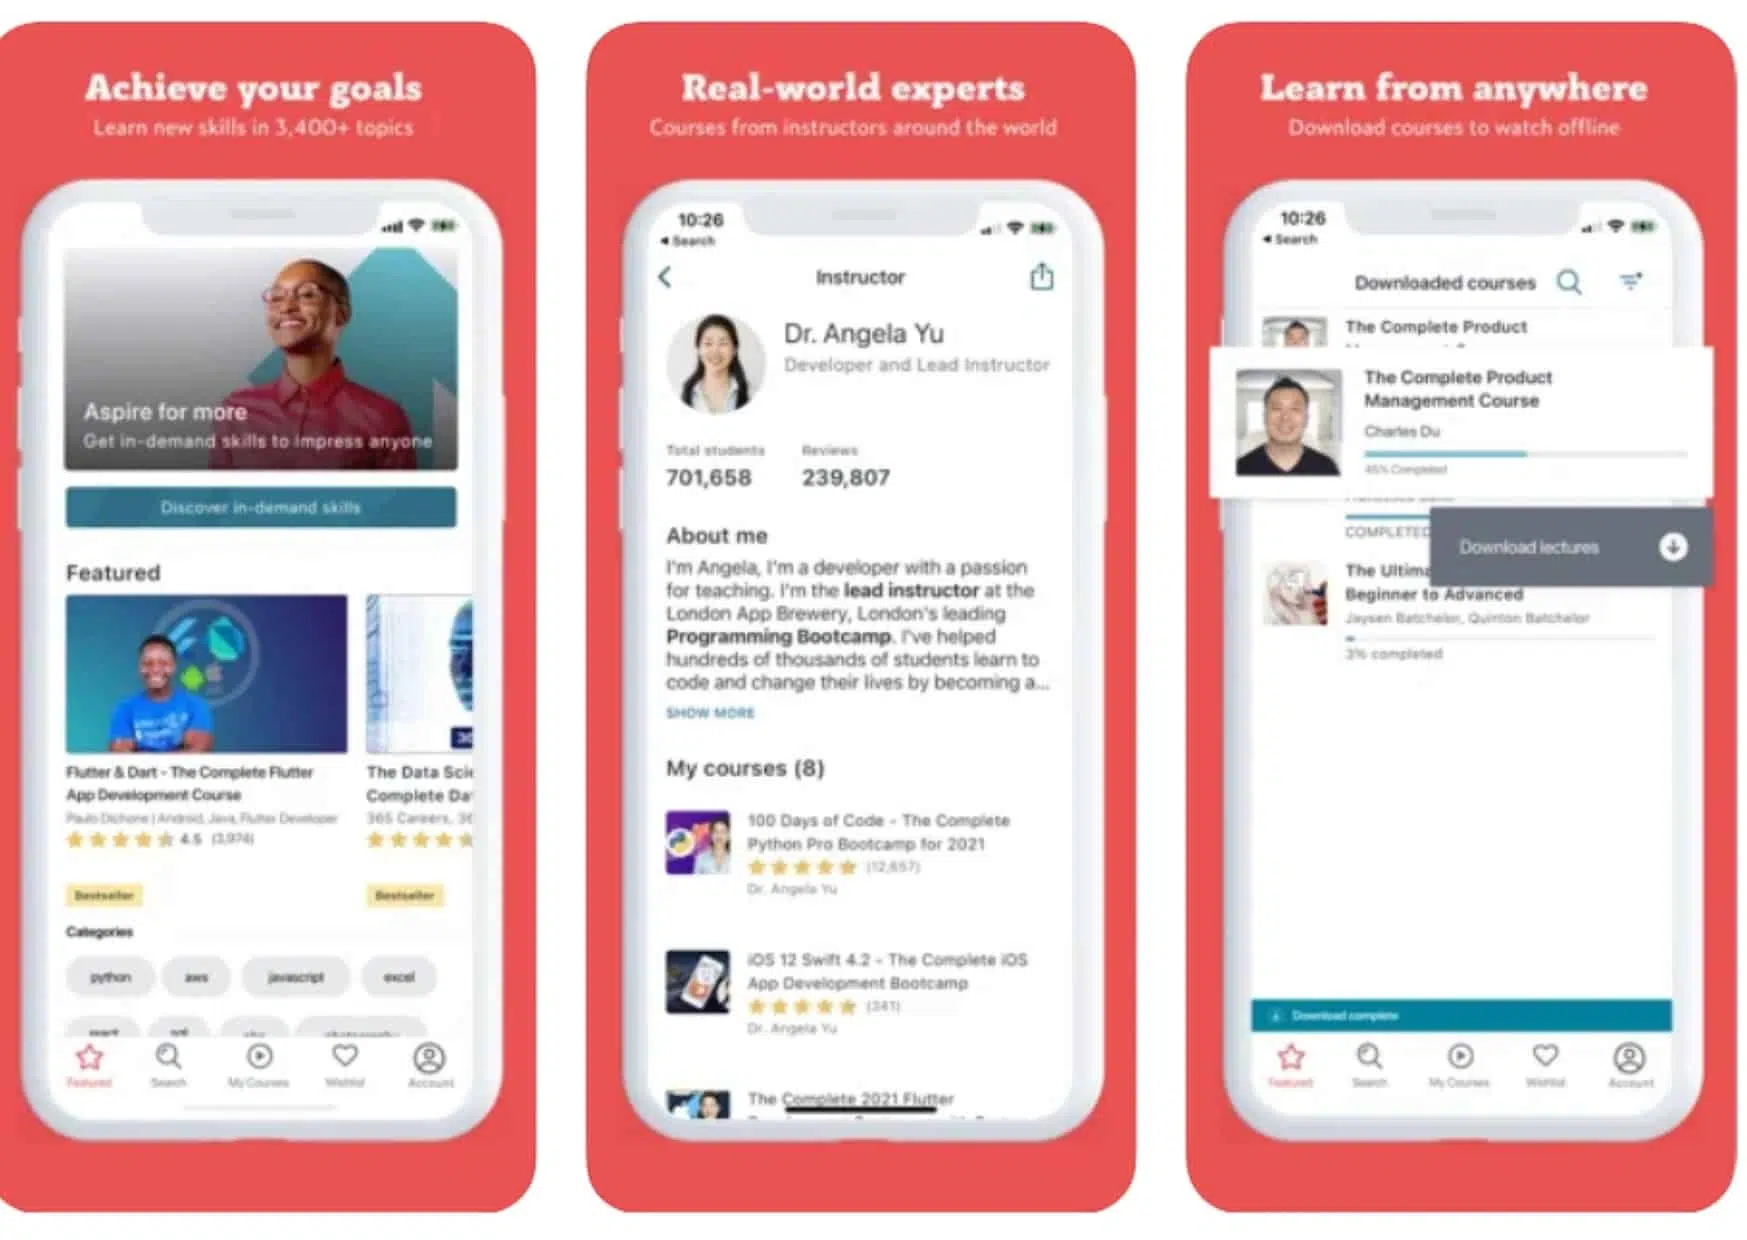 Achieve your goals
Learn new skills in 3,400+ topics
Aspire for more
Get in-demand skills to impress anyone
Discover in-demand skills
Featured
Flutter & Dart - The Complete Flutter
App Development Course
Paulo Dichone | Android, Java, Flutter Developer
4.5 (3,974)
Bestseller
The Data Scie
Complete Da
365 Careers, 36
Bestseller
Categories
python
aws
javascript
excel
react
sql
photography
Featured
Search
My Courses
Wishlist
Account
Real-world experts
Courses from instructors around the world
10:26
Search
Instructor
Dr. Angela Yu
Developer and Lead Instructor
Total students
Reviews
701,658
239,807
About me
I'm Angela, I'm a developer with a passion
for teaching. I'm the lead instructor at the
London App Brewery, London's leading
Programming Bootcamp. I've helped
hundreds of thousands of students learn to
code and change their lives by becoming a...
SHOW MORE
My courses (8)
100 Days of Code - The Complete
Python Pro Bootcamp for 2021
(12,657)
Dr. Angela Yu
iOS 12 Swift 4.2 - The Complete iOS
App Development Bootcamp
(341)
Dr. Angela Yu
The Complete 2021 Flutter
Learn from anywhere
Download courses to watch offline
10:26
Search
Downloaded courses
The Complete Product
The Complete Product
Management Course
Charles Du
45% Completed
COMPLETED
Download lectures
The Ultima
Beginner to Advanced
Jaysen Batchelor, Quinton Batchelor
3% completed
Download complete
Featured
Search
My Courses
Wishlist
Account